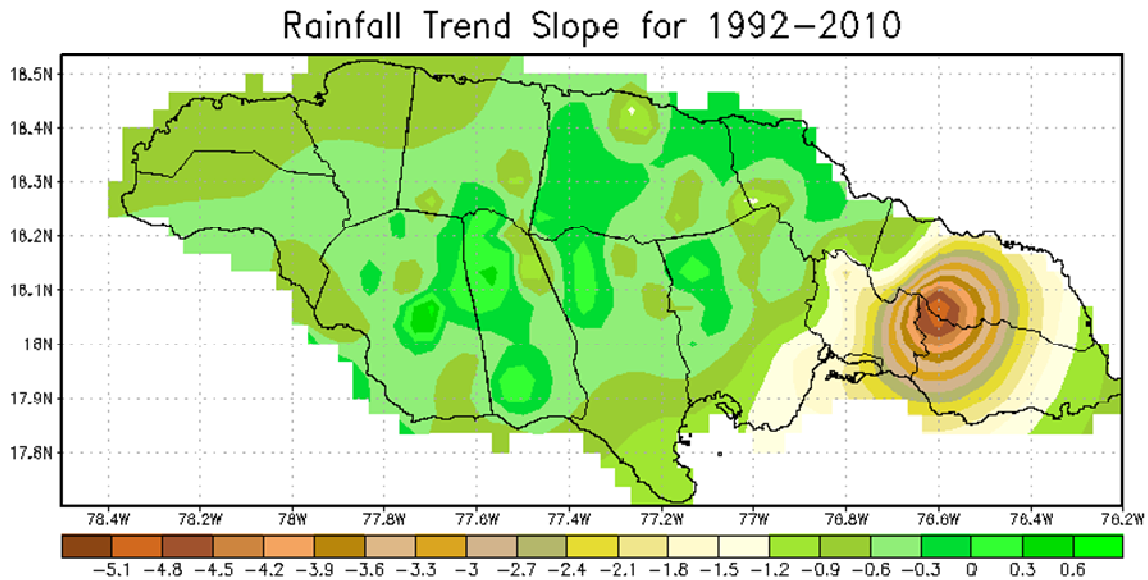 Rainfall Trend Slope for 1992-2010
18.5N
18.4N
18.3N
18.2N
18.1N
18N
17.9N
17.8N
78.4W 78.2W 78W 77.8W 77.6W 77.4W 77.2W 77W 76.8W 76.6W 76.4W 76.2W
-5.1 -4.8 -4.5 -4.2 -3.9 -3.6 -3.5 -3 -2.7 -2.4 -2.1 -1.8 -1.5 -1.2 -0.9 -0.6 -0.3 0 0.3 0.6